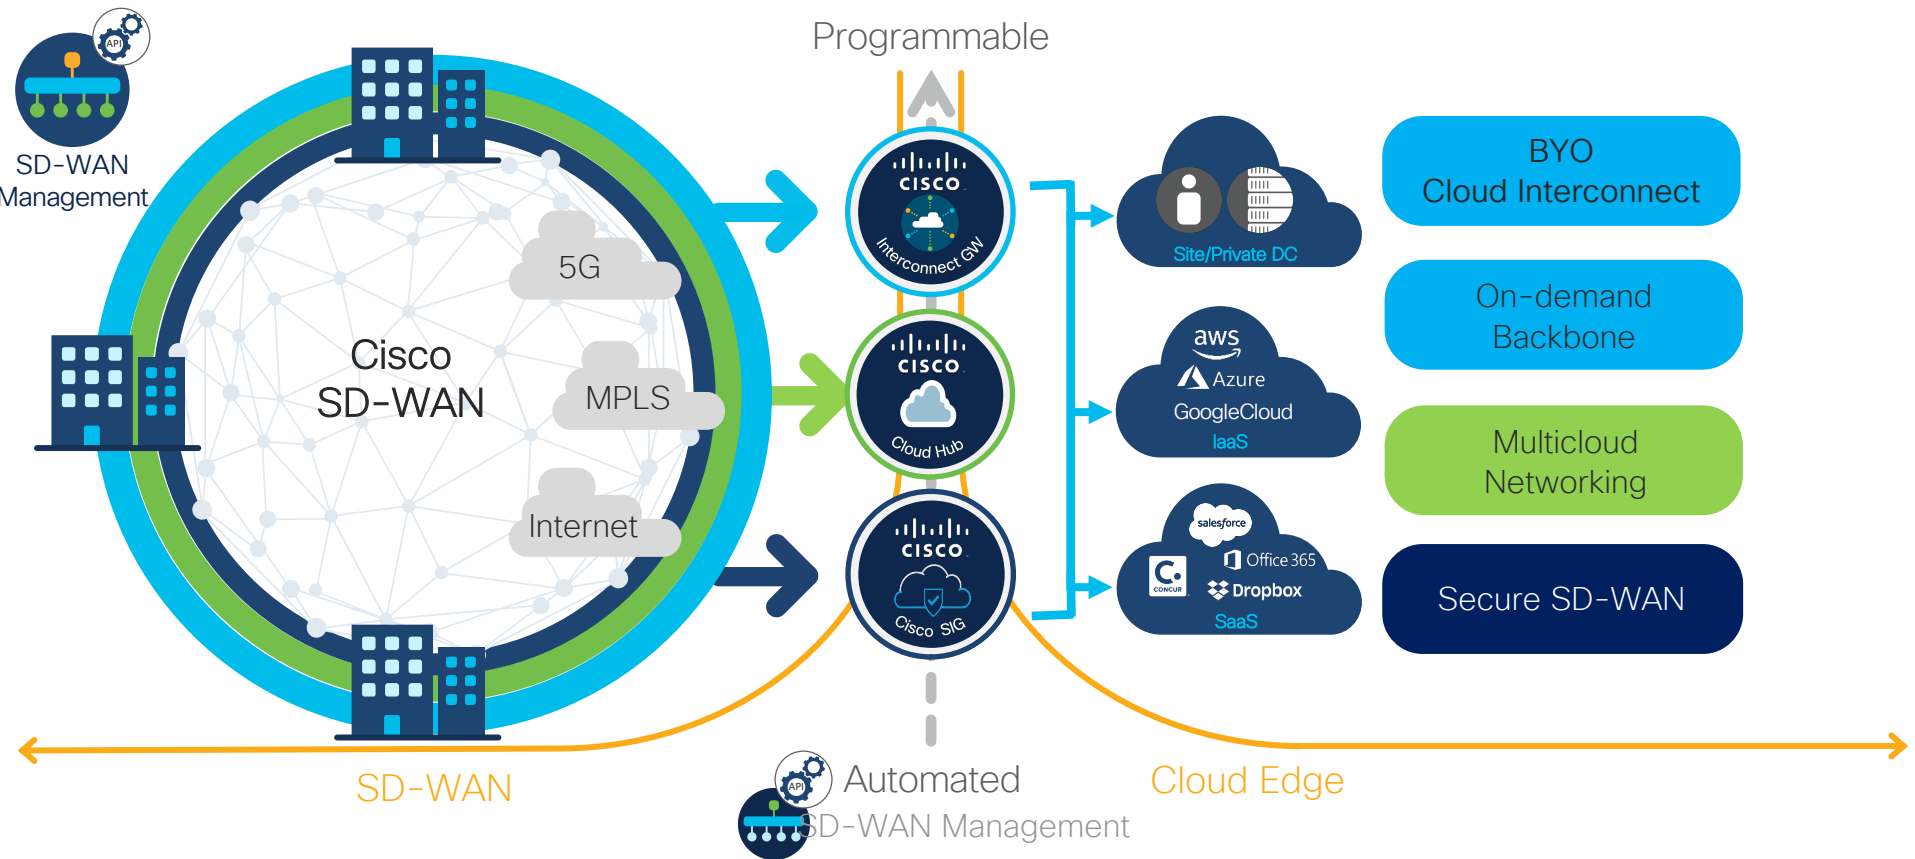 API
SD-WAN
Management
Cisco
SD-WAN
5G
MPLS
Internet
Programmable
CISCO
Interconnect GW
CISCO
Cloud Hub
CISCO
Cisco SIG
Site/Private DC
aws
Azure
GoogleCloud
IaaS
salesforce
Office 365
C.
CONCUR
Dropbox
SaaS
BYO
Cloud Interconnect
On-demand
Backbone
Multicloud
Networking
Secure SD-WAN
SD-WAN
API
Automated
SD-WAN Management
Cloud Edge